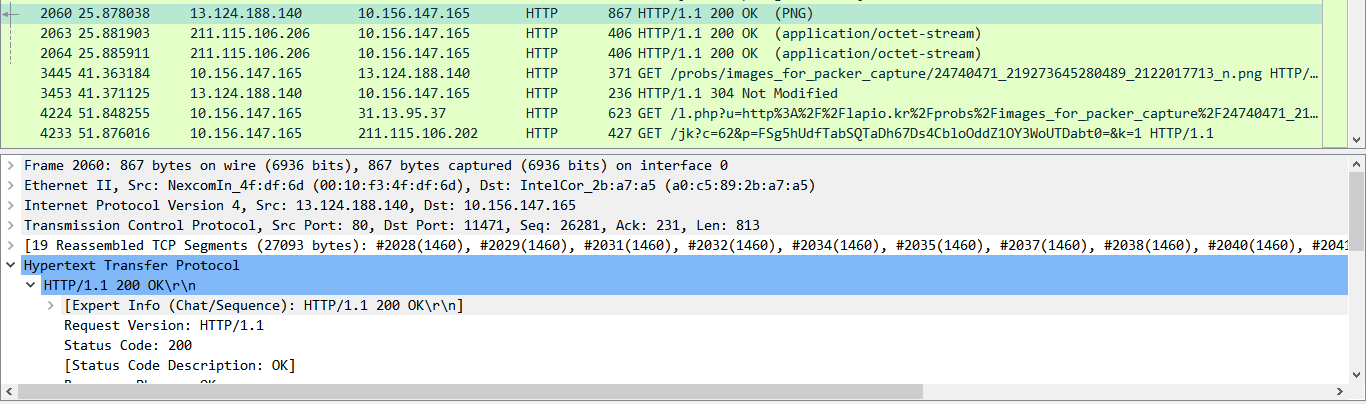 2060 25.878038 13.124.188.140 10.156.147.165 HTTP 867 HTTP/1.1 200 OK (PNG)
2063 25.881903 211.115.106.206 10.156.147.165 HTTP 406 HTTP/1.1 200 OK (application/octet-stream)
2064 25.885911 211.115.106.206 10.156.147.165 HTTP 406 HTTP/1.1 200 OK (application/octet-stream)
3445 41.363184 10.156.147.165 13.124.188.140 HTTP 371 GET /probs/images_for_packer_capture/24740471_219273645280489_2122017713_n.png HTTP/…
3453 41.371125 13.124.188.140 10.156.147.165 HTTP 236 HTTP/1.1 304 Not Modified
4224 51.848255 10.156.147.165 31.13.95.37 HTTP 623 GET /l.php?u=http%3A%2F%2Flapio.kr%2Fprobs%2Fimages_for_packer_capture%2F24740471_21…
4233 51.876016 10.156.147.165 211.115.106.202 HTTP 427 GET /jk?c=62&p=FSg5hUdfTabSQTaDh67Ds4CbloOddZ1OY3WoUTDabt0=&k=1 HTTP/1.1
Frame 2060: 867 bytes on wire (6936 bits), 867 bytes captured (6936 bits) on interface 0
Ethernet II, Src: NexcomIn_4f:df:6d (00:10:f3:4f:df:6d), Dst: IntelCor_2b:a7:a5 (a0:c5:89:2b:a7:a5)
Internet Protocol Version 4, Src: 13.124.188.140, Dst: 10.156.147.165
Transmission Control Protocol, Src Port: 80, Dst Port: 11471, Seq: 26281, Ack: 231, Len: 813
[19 Reassembled TCP Segments (27093 bytes): #2028(1460), #2029(1460), #2031(1460), #2032(1460), #2034(1460), #2035(1460), #2037(1460), #2038(1460), #2040(1460), #2041
Hypertext Transfer Protocol
HTTP/1.1 200 OK\r\n
[Expert Info (Chat/Sequence): HTTP/1.1 200 OK\r\n]
Request Version: HTTP/1.1
Status Code: 200
[Status Code Description: OK]